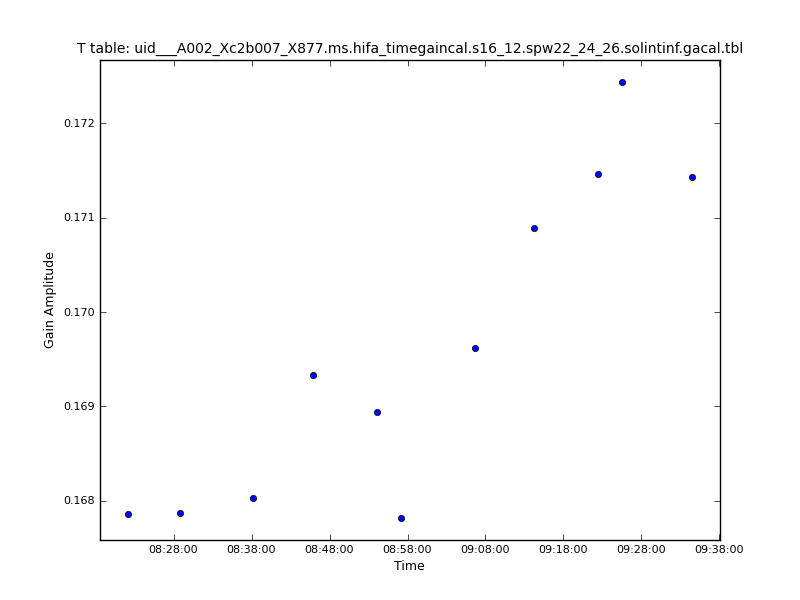 T table: uid___A002_Xc2b007_X877.ms.hifa_timegaincal.s16_12.spw22_24_26.solintinf.gacal.tbl
0.172
0.171
0.170
0.169
0.168
Gain Amplitude
08:28:00 08:38:00 08:48:00 08:58:00 09:08:00 09:18:00 09:28:00 09:38:00
Time